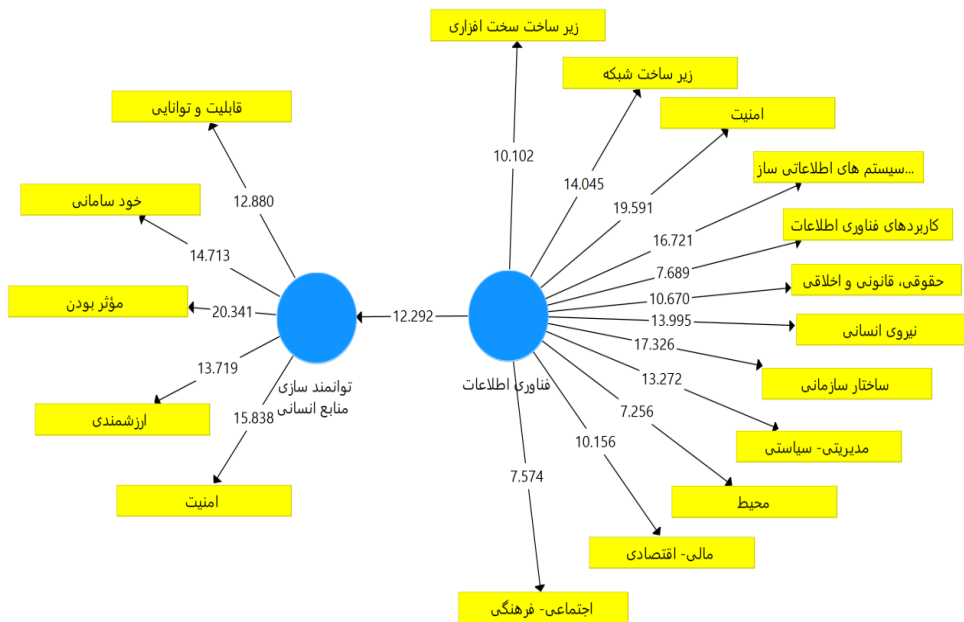 زیر ساخت سخت افزاری
زیر ساخت شبکه
امنیت
سیستم های اطلاعاتی ساز...
کاربردهای فناوری اطلاعات
حقوقی، قانونی و اخلاقی
نیروی انسانی
ساختار سازمانی
مدیریتی- سیاستی
محیط
مالی- اقتصادی
اجتماعی- فرهنگی
10.102
14.045
19.591
16.721
7.689
10.670
13.995
17.326
13.272
7.256
10.156
7.574
فناوری اطلاعات
12.292
توانمند سازی
منابع انسانی
12.880
14.713
20.341
13.719
15.838
قابلیت و توانایی
خود سامانی
مؤثر بودن
ارزشمندی
امنیت